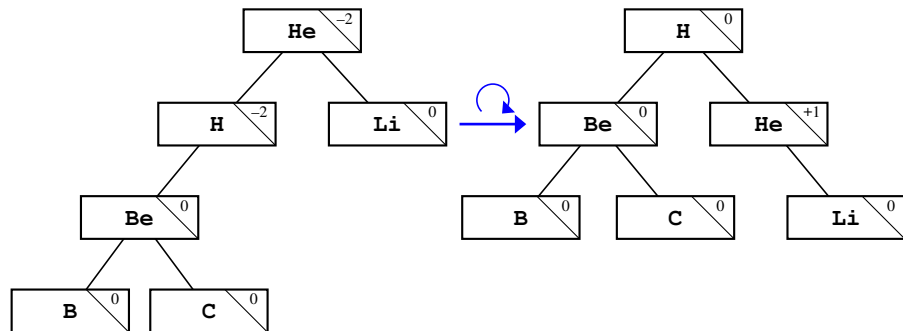 He –2 H 0
H –2 Li 0 Be 0 He +1
Be 0 B 0 C 0 Li 0
B 0 C 0